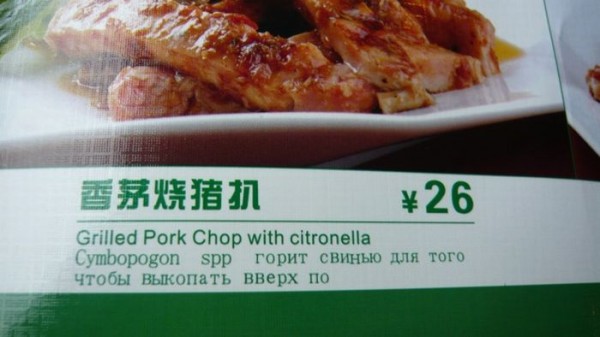 香茅烧猪扒 ¥26
Grilled Pork Chop with citronella
Cymbopogon spp горит свинью для того
чтобы выкопать вверх по